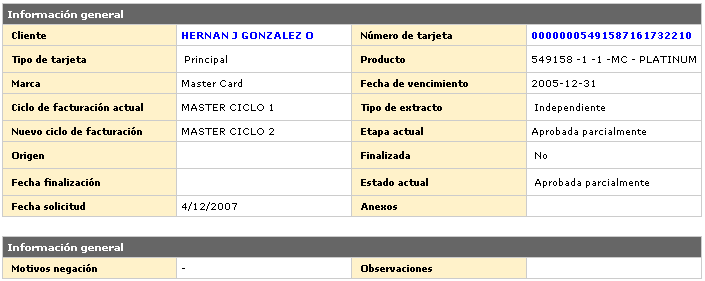 Información general
Cliente HERNAN J GONZALEZ O Número de tarjeta 00000005491587161732210
Tipo de tarjeta Principal Producto 549158 -1 -1 -MC - PLATINUM
Marca Master Card Fecha de vencimiento 2005-12-31
Ciclo de facturación actual MASTER CICLO 1 Tipo de extracto Independiente
Nuevo ciclo de facturación MASTER CICLO 2 Etapa actual Aprobada parcialmente
Origen Finalizada No
Fecha finalización Estado actual Aprobada parcialmente
Fecha solicitud 4/12/2007 Anexos
Información general
Motivos negación - Observaciones